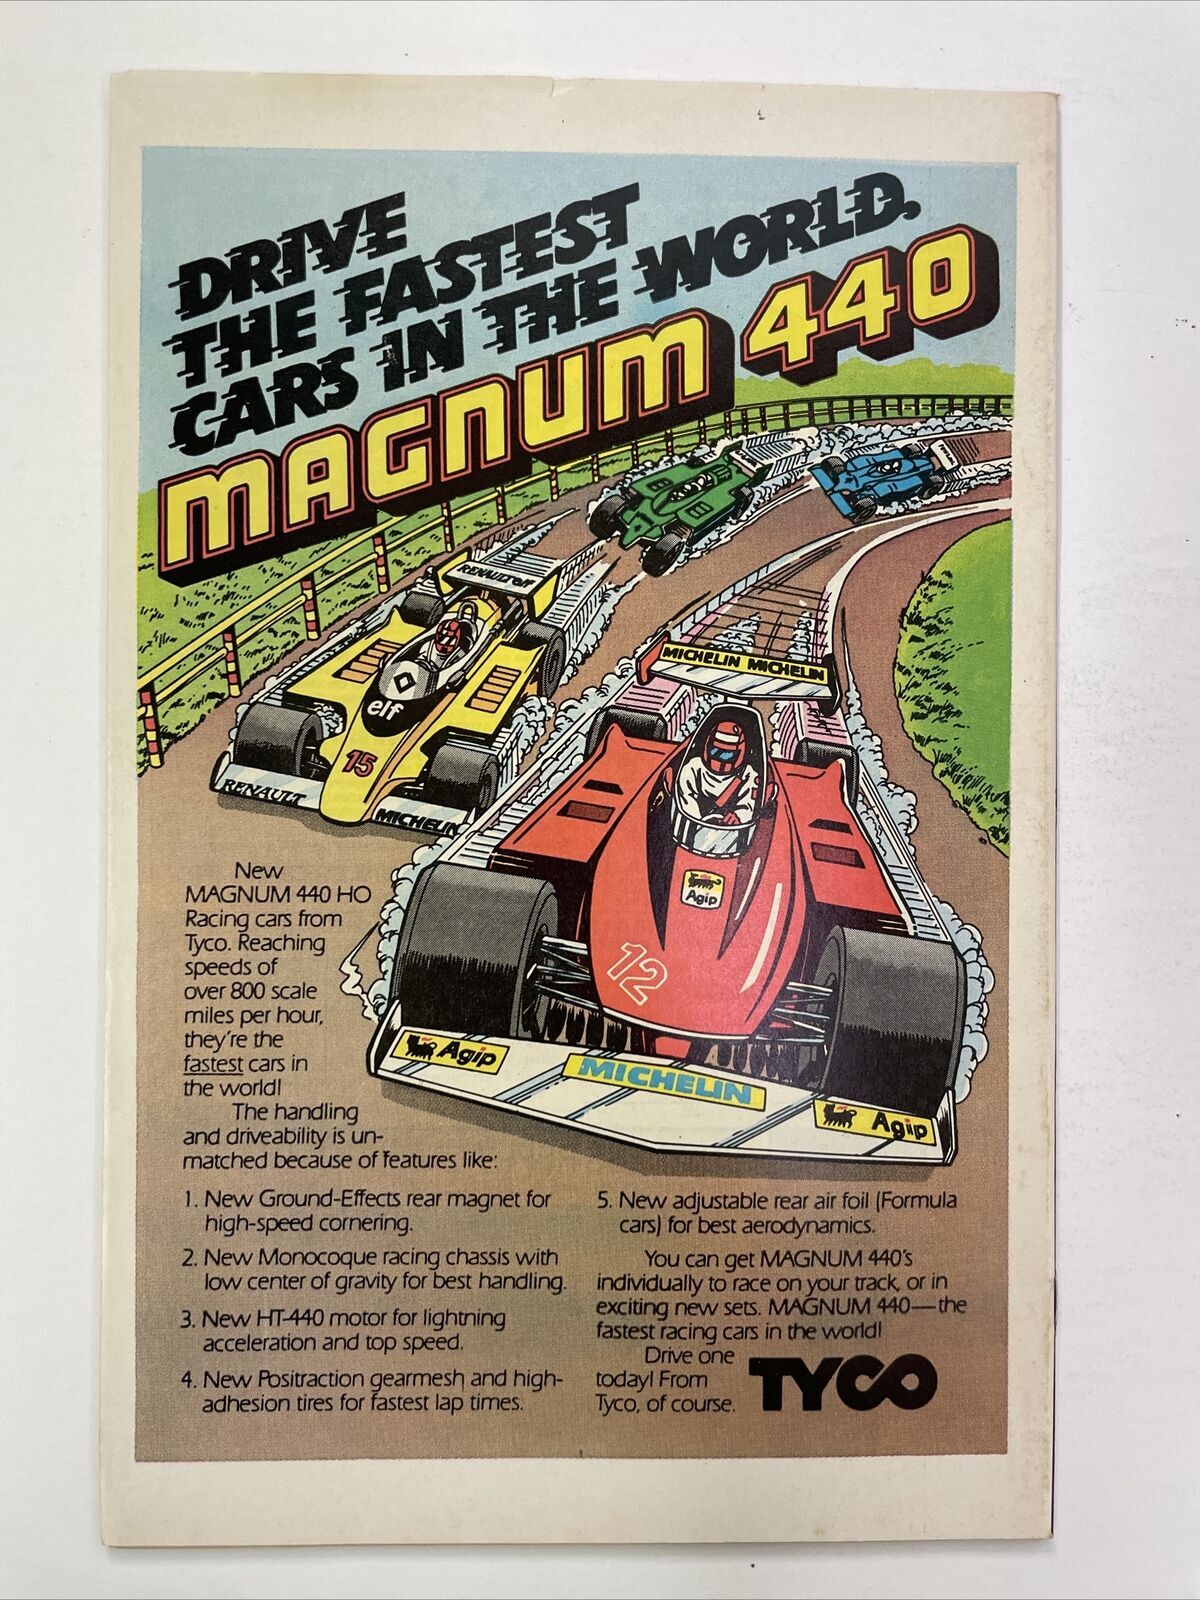 DRIVE
THE FASTEST
CARS IN THE WORLD.
MAGNUM 440
RENAULT elf
elf
15
RENAULT
MICHELIN
MICHELIN MICHELIN
Agip
12
Agip
MICHELIN
Agip
New
MAGNUM 440 HO
Racing cars from
Tyco. Reaching
speeds of
over 800 scale
miles per hour,
they're the
fastest cars in
the world!
The handling
and driveability is un-
matched because of features like:
1. New Ground-Effects rear magnet for
high-speed cornering.
2. New Monocoque racing chassis with
low center of gravity for best handling.
3. New HT-440 motor for lightning
acceleration and top speed.
4. New Positraction gearmesh and high-
adhesion tires for fastest lap times.
5. New adjustable rear air foil (Formula
cars) for best aerodynamics.
You can get MAGNUM 440's
individually to race on your track, or in
exciting new sets. MAGNUM 440—the
fastest racing cars in the world!
Drive one
today! From
Tyco, of course.
TYCO